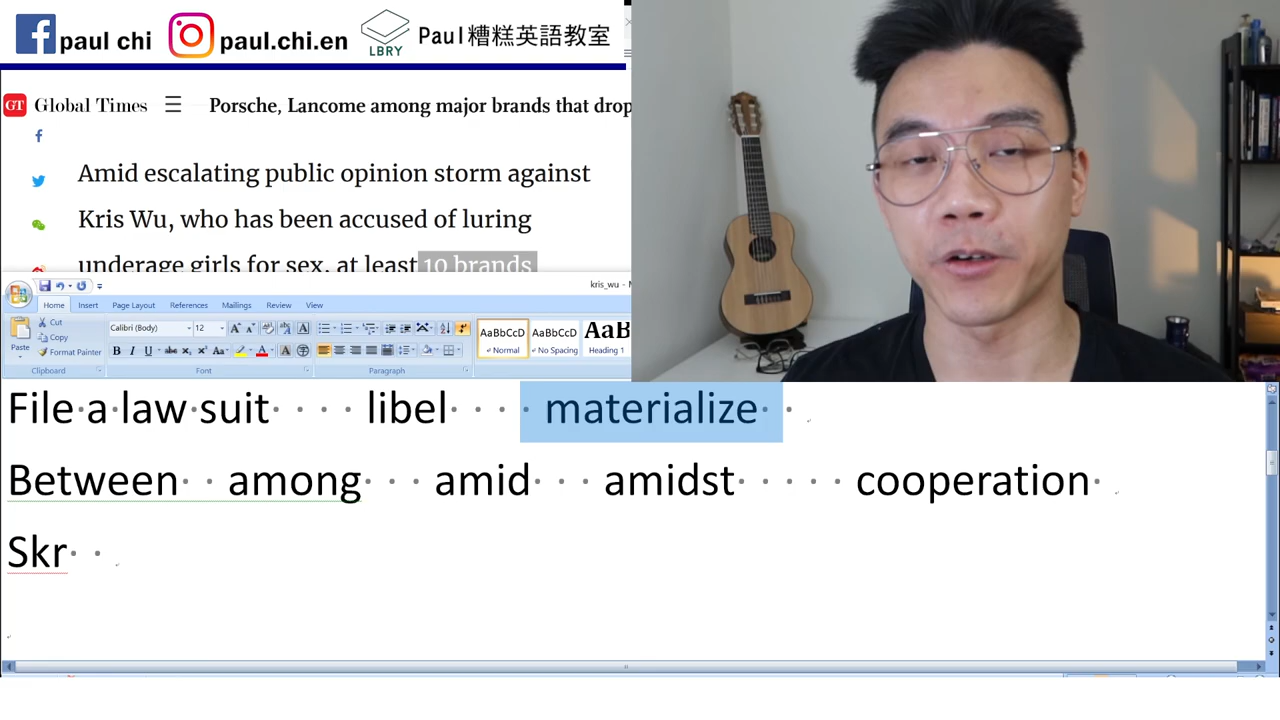 paul chi paul.chi.en LBRY Paul糟糕英語教室
GT Global Times Porsche, Lancome among major brands that drop
Amid escalating public opinion storm against
Kris Wu, who has been accused of luring
underage girls for sex, at least 10 brands
kris_wu - M
Home Insert Page Layout References Mailings Review View
Paste Cut Copy Format Painter
Calibri (Body) 12
AaBbCcD AaBbCcD AaB
Normal No Spacing Heading 1
Clipboard Font Paragraph
File a law suit libel materialize
Between among amid amidst cooperation
Skr